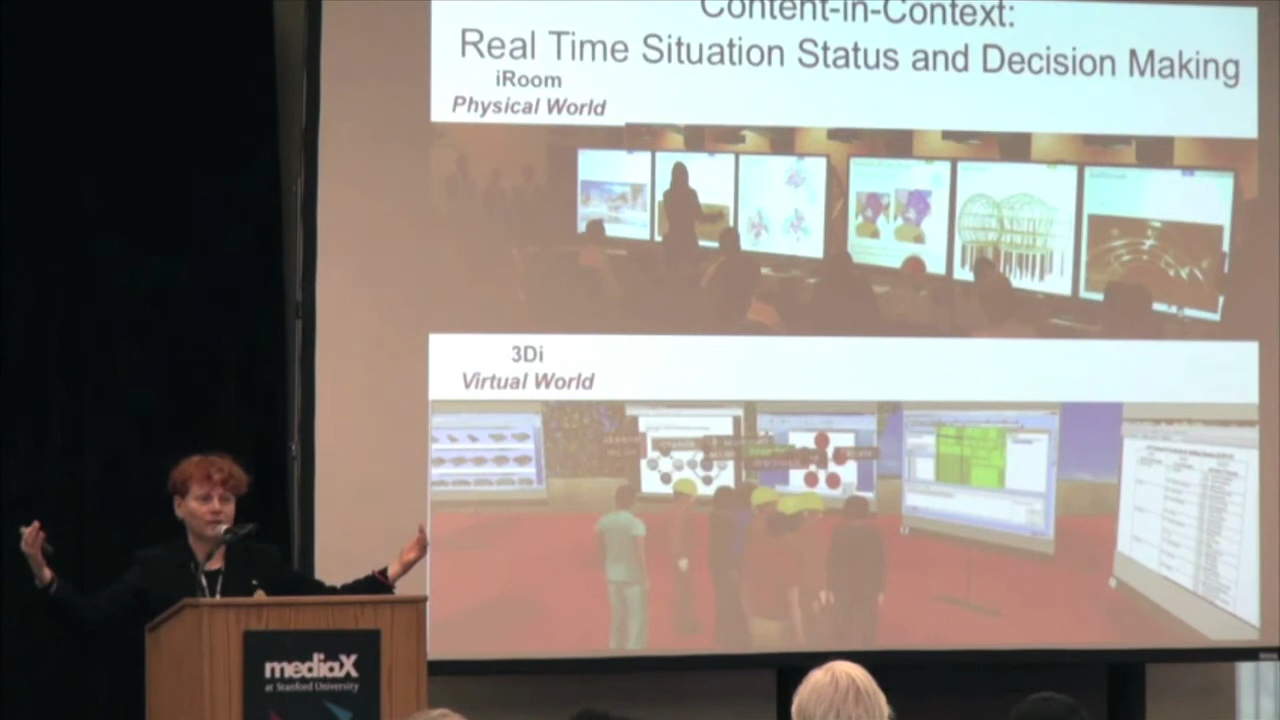 Content-in-Context:
Real Time Situation Status and Decision Making
iRoom
Physical World
3Di
Virtual World
mediaX
at Stanford University